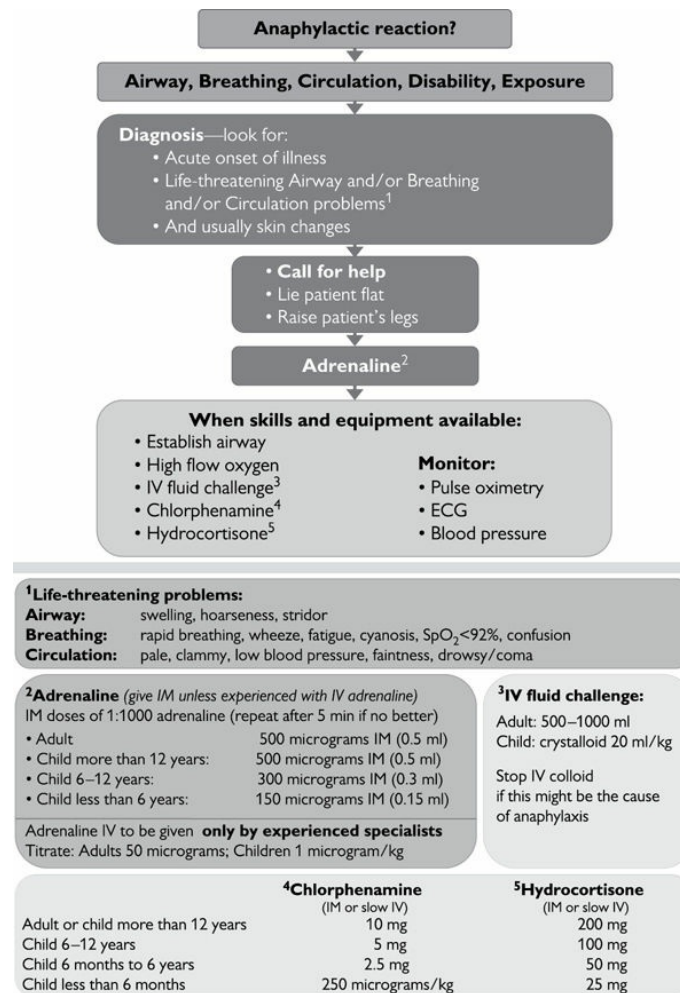 Anaphylactic reaction?
Airway, Breathing, Circulation, Disability, Exposure
Diagnosis—look for:
• Acute onset of illness
• Life-threatening Airway and/or Breathing
and/or Circulation problems¹
• And usually skin changes
• Call for help
• Lie patient flat
• Raise patient's legs
Adrenaline²
When skills and equipment available:
• Establish airway
• High flow oxygen
• IV fluid challenge³
• Chlorphenamine⁴
• Hydrocortisone⁵
Monitor:
• Pulse oximetry
• ECG
• Blood pressure
¹Life-threatening problems:
Airway: swelling, hoarseness, stridor
Breathing: rapid breathing, wheeze, fatigue, cyanosis, SpO₂<92%, confusion
Circulation: pale, clammy, low blood pressure, faintness, drowsy/coma
²Adrenaline (give IM unless experienced with IV adrenaline)
IM doses of 1:1000 adrenaline (repeat after 5 min if no better)
• Adult 500 micrograms IM (0.5 ml)
• Child more than 12 years: 500 micrograms IM (0.5 ml)
• Child 6–12 years: 300 micrograms IM (0.3 ml)
• Child less than 6 years: 150 micrograms IM (0.15 ml)
Adrenaline IV to be given only by experienced specialists
Titrate: Adults 50 micrograms; Children 1 microgram/kg
³IV fluid challenge:
Adult: 500–1000 ml
Child: crystalloid 20 ml/kg
Stop IV colloid
if this might be the cause
of anaphylaxis
⁴Chlorphenamine ⁵Hydrocortisone
(IM or slow IV) (IM or slow IV)
Adult or child more than 12 years 10 mg 200 mg
Child 6–12 years 5 mg 100 mg
Child 6 months to 6 years 2.5 mg 50 mg
Child less than 6 months 250 micrograms/kg 25 mg